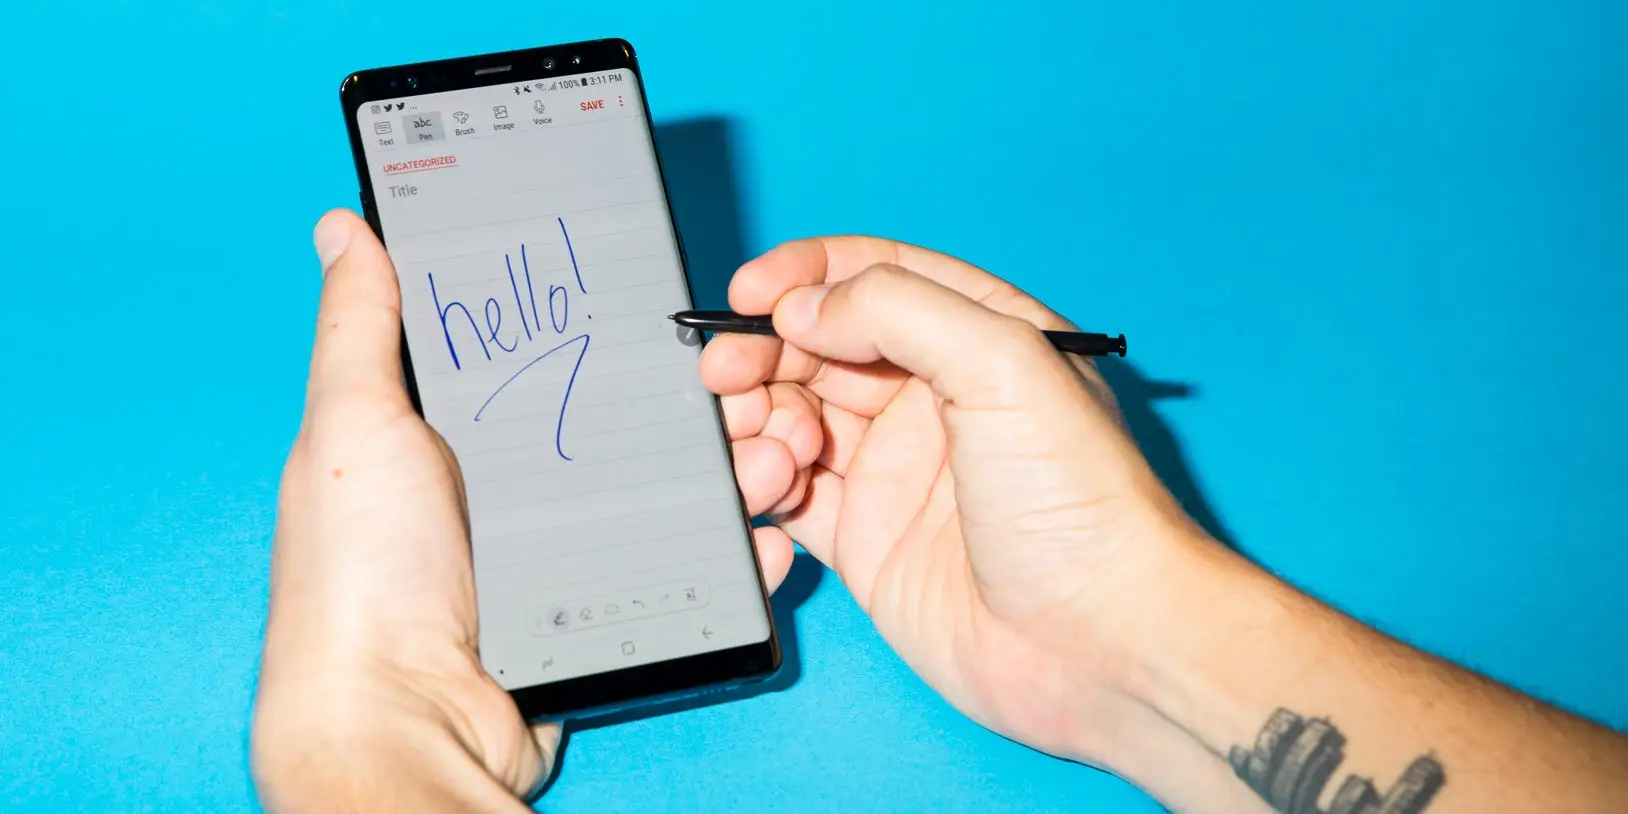 100% 3:11 PM
Text abc Pen Brush Image Voice SAVE
UNCATEGORIZED
Title
hello!